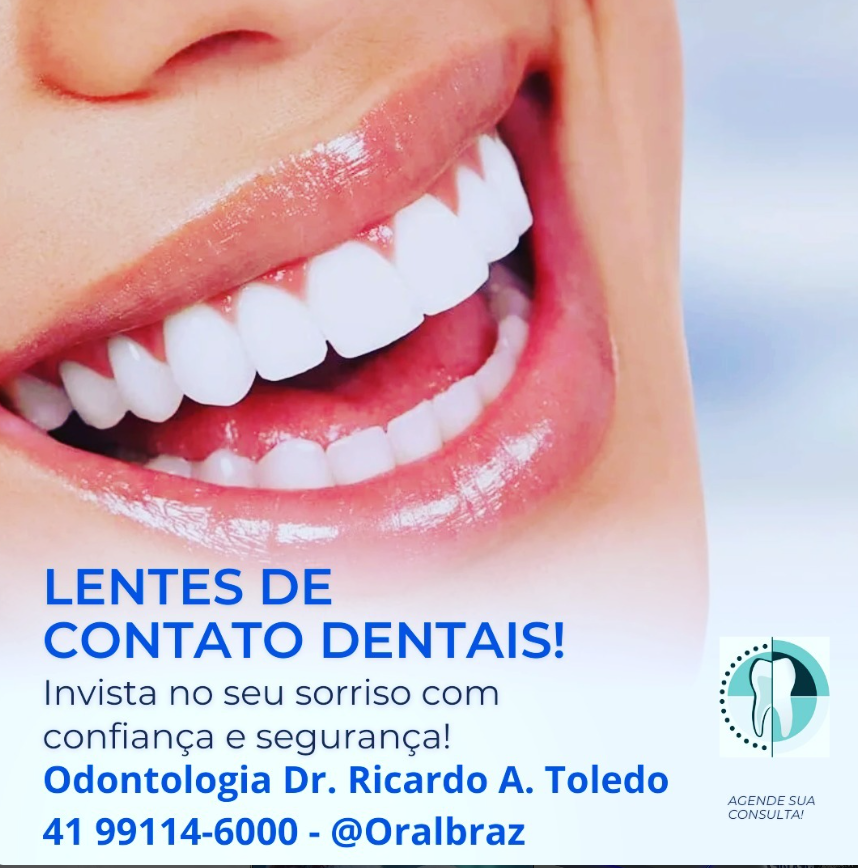 LENTES DE
CONTATO DENTAIS!
Invista no seu sorriso com
confiança e segurança!
Odontologia Dr. Ricardo A. Toledo
41 99114-6000 - @Oralbraz
AGENDE SUA
CONSULTA!